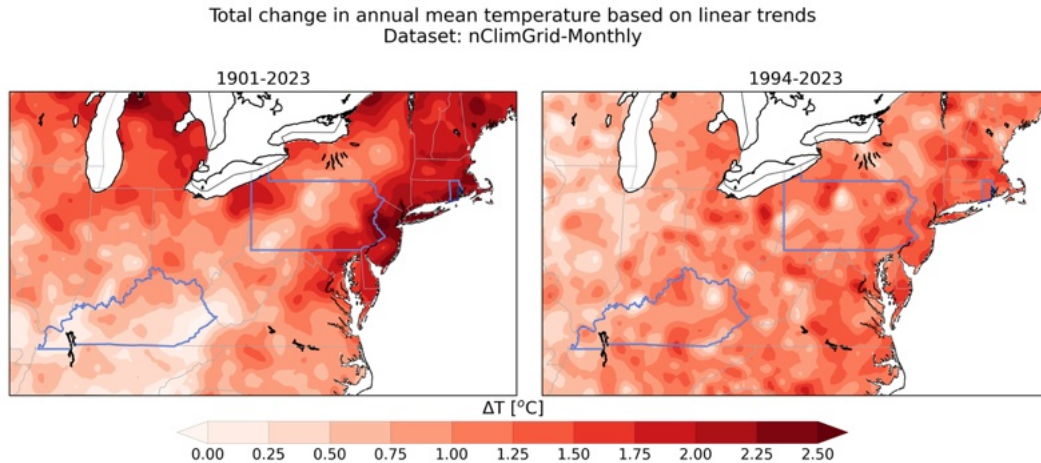 Total change in annual mean temperature based on linear trends
Dataset: nClimGrid-Monthly
1901-2023
1994-2023
ΔT [°C]
0.00 0.25 0.50 0.75 1.00 1.25 1.50 1.75 2.00 2.25 2.50